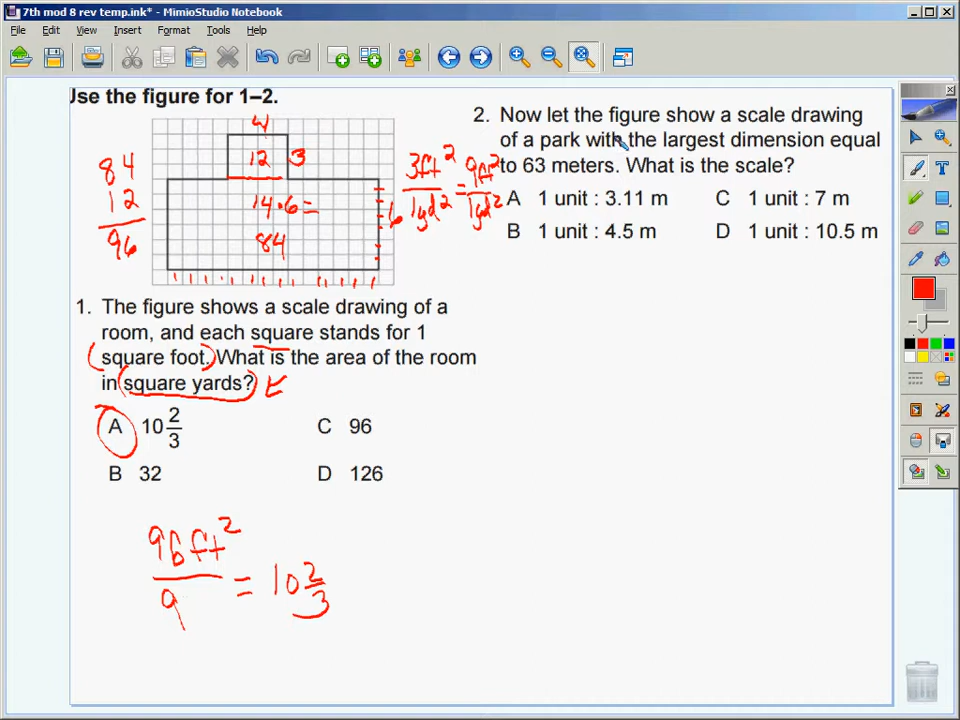 7th mod 8 rev temp.ink* - MimioStudio Notebook
File Edit View Insert Format Tools Help
Use the figure for 1–2.
4
12 3
14·6=
84
6
84
12
96
3ft² = 9ft²
1yd² 1yd²
1. The figure shows a scale drawing of a
room, and each square stands for 1
square foot. What is the area of the room
in square yards?
A 10 2/3 C 96
B 32 D 126
96ft²
9
= 10 2/3
2. Now let the figure show a scale drawing
of a park with the largest dimension equal
to 63 meters. What is the scale?
A 1 unit : 3.11 m C 1 unit : 7 m
B 1 unit : 4.5 m D 1 unit : 10.5 m
T